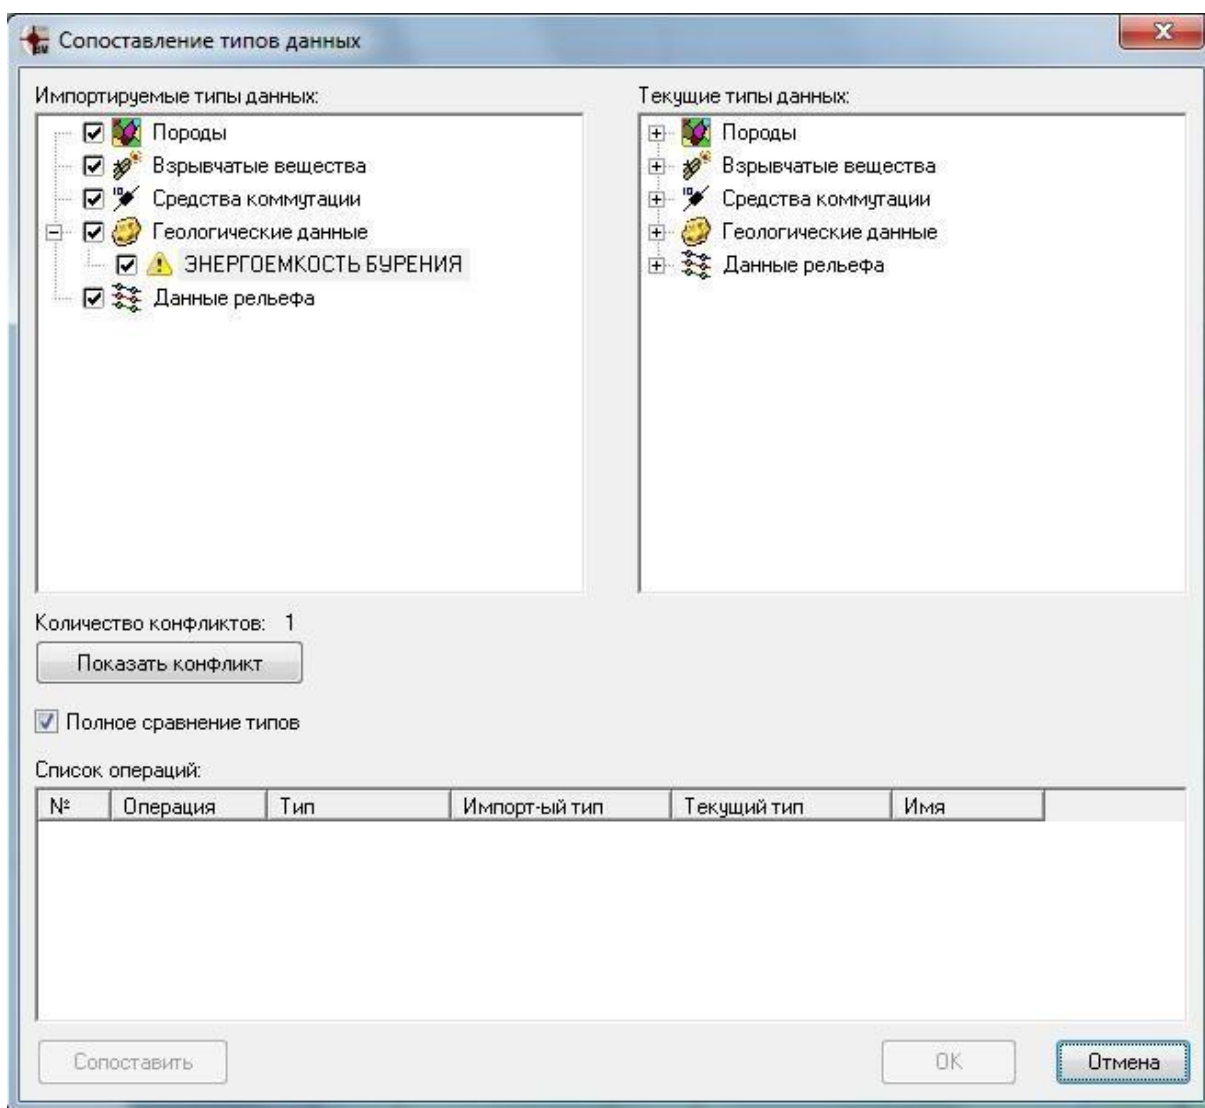 Сопоставление типов данных
Импортируемые типы данных:
Породы
Взрывчатые вещества
Средства коммутации
Геологические данные
ЭНЕРГОЕМКОСТЬ БУРЕНИЯ
Данные рельефа
Текущие типы данных:
Породы
Взрывчатые вещества
Средства коммутации
Геологические данные
Данные рельефа
Количество конфликтов: 1
Показать конфликт
Полное сравнение типов
Список операций:
№ Операция Тип Импорт-ый тип Текущий тип Имя
Сопоставить OK Отмена